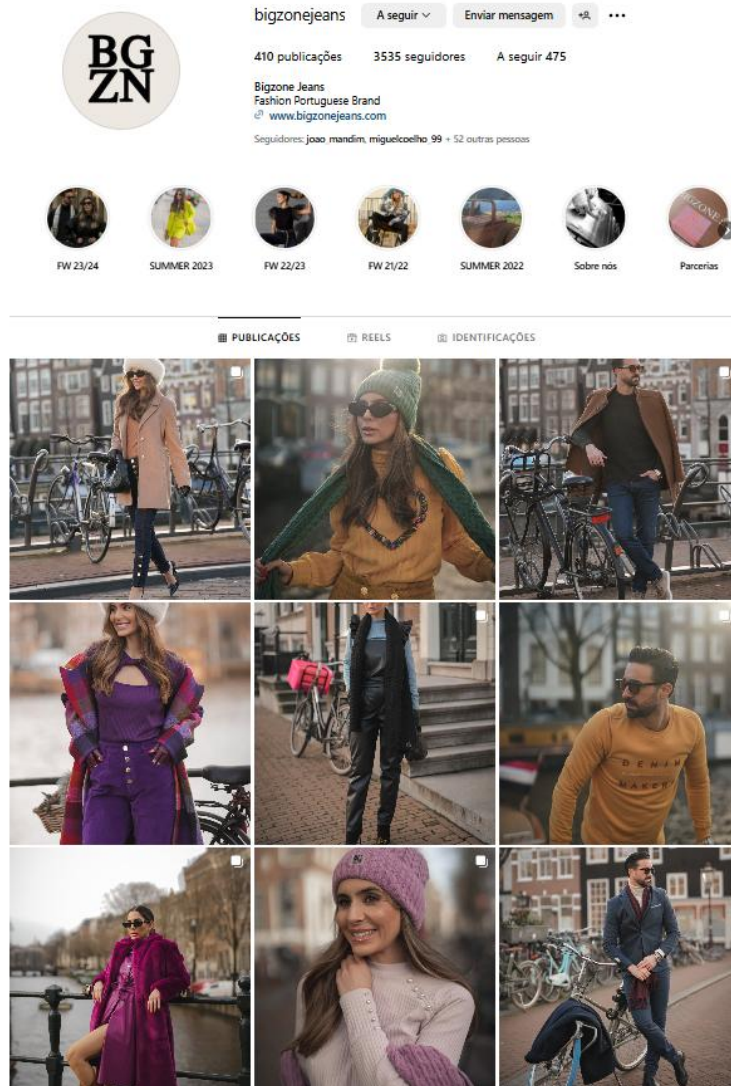 BG
ZN
bigzonejeans A seguir Enviar mensagem
410 publicações 3535 seguidores A seguir 475
Bigzone Jeans
Fashion Portuguese Brand
www.bigzonejeans.com
Seguidores: joao_mandim, miguelcoelho_99 + 52 outras pessoas
BIGZONE
FW 23/24 SUMMER 2023 FW 22/23 FW 21/22 SUMMER 2022 Sobre nós Parcerias
PUBLICAÇÕES REELS IDENTIFICAÇÕES
DENIM
MAKER